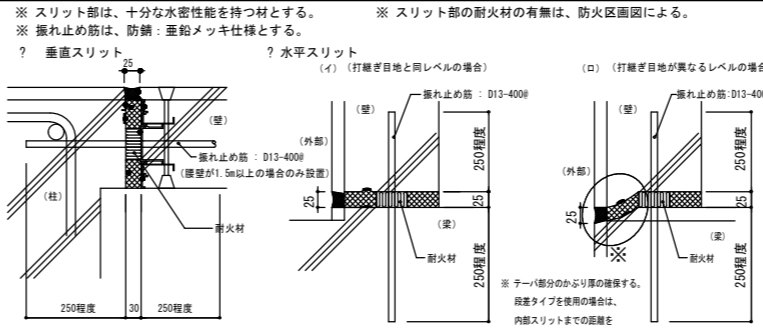 ※ スリット部は、十分な水密性能を持つ材とする。
※ スリット部の耐火材の有無は、防火区画図による。
※ 振れ止め筋は、防錆：亜鉛メッキ仕様とする。
? 垂直スリット
25
(壁)
振れ止め筋 : D13-400@
(腰壁が1.5m以上の場合のみ設置)
(柱)
耐火材
250程度
30
250程度
? 水平スリット
(イ) (打継ぎ目地と同レベルの場合)
(壁)
振れ止め筋 : D13-400@
(外部)
250程度
25
25
(梁)
耐火材
250程度
(ロ) (打継ぎ目地が異なるレベルの場合
(壁)
振れ止め筋:D13-400
(外部)
250程度
25
25
(梁)
※
耐火材
250程度
※ テーパ部分のかぶり厚の確保する。
段差タイプを使用の場合は、
内部スリットまでの距離を